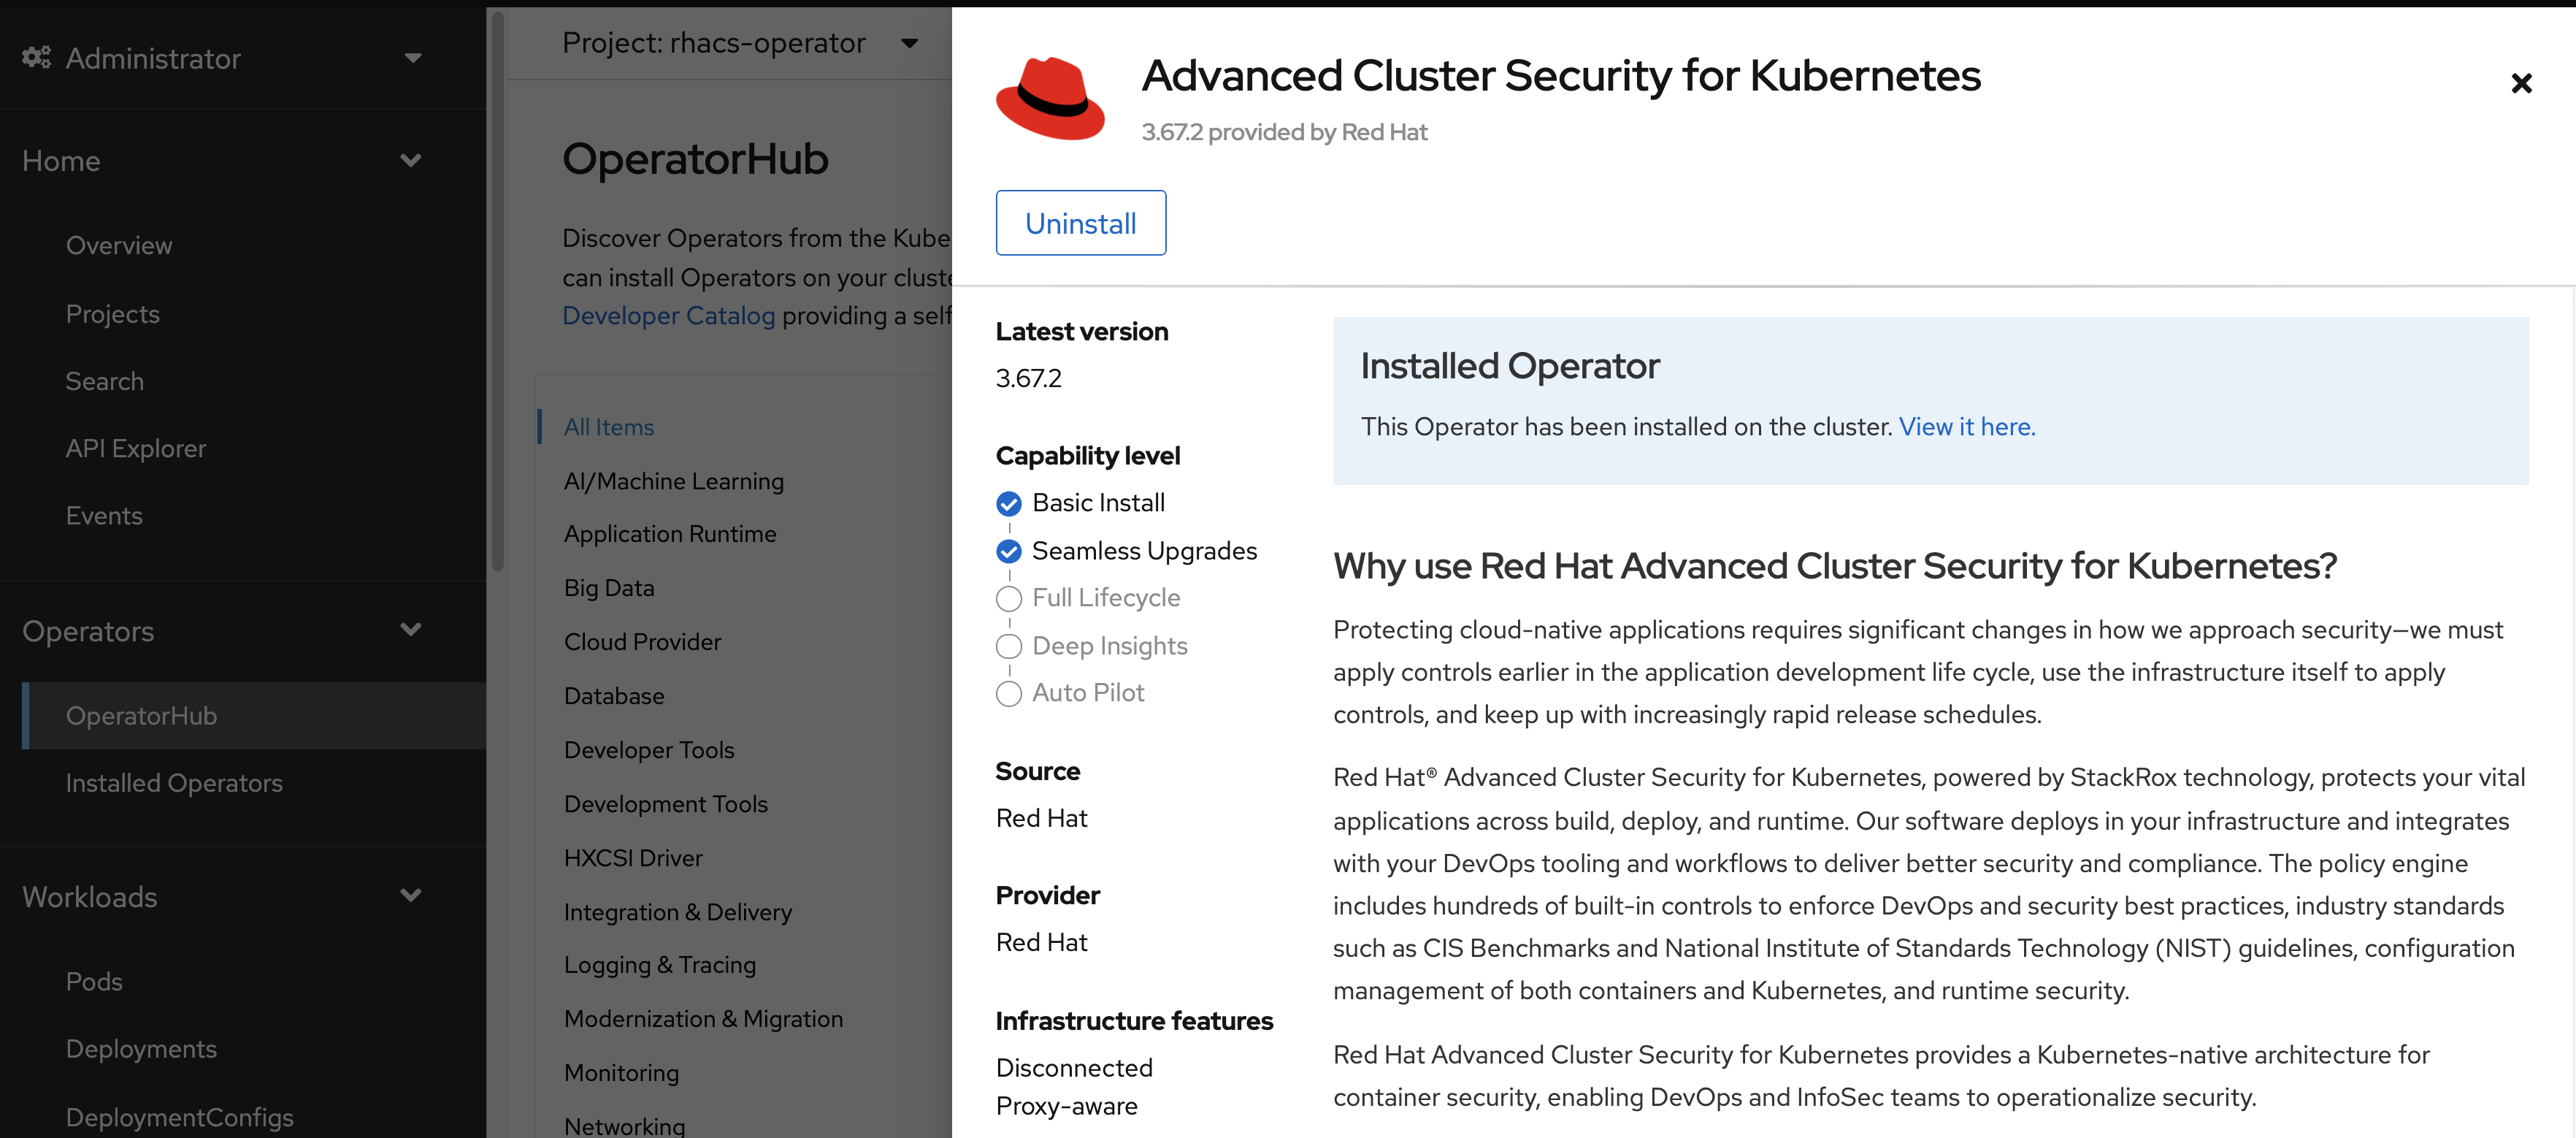 Administrator
Home
Overview
Projects
Search
API Explorer
Events
Operators
OperatorHub
Installed Operators
Workloads
Pods
Deployments
DeploymentConfigs
Project: rhacs-operator
OperatorHub
Discover Operators from the Kube
can install Operators on your cluste
Developer Catalog providing a self
All Items
AI/Machine Learning
Application Runtime
Big Data
Cloud Provider
Database
Developer Tools
Development Tools
HXCSI Driver
Integration & Delivery
Logging & Tracing
Modernization & Migration
Monitoring
Networking
Advanced Cluster Security for Kubernetes
3.67.2 provided by Red Hat
Uninstall
Latest version
3.67.2
Capability level
Basic Install
Seamless Upgrades
Full Lifecycle
Deep Insights
Auto Pilot
Source
Red Hat
Provider
Red Hat
Infrastructure features
Disconnected
Proxy-aware
Installed Operator
This Operator has been installed on the cluster. View it here.
Why use Red Hat Advanced Cluster Security for Kubernetes?
Protecting cloud-native applications requires significant changes in how we approach security—we must
apply controls earlier in the application development life cycle, use the infrastructure itself to apply
controls, and keep up with increasingly rapid release schedules.
Red Hat® Advanced Cluster Security for Kubernetes, powered by StackRox technology, protects your vital
applications across build, deploy, and runtime. Our software deploys in your infrastructure and integrates
with your DevOps tooling and workflows to deliver better security and compliance. The policy engine
includes hundreds of built-in controls to enforce DevOps and security best practices, industry standards
such as CIS Benchmarks and National Institute of Standards Technology (NIST) guidelines, configuration
management of both containers and Kubernetes, and runtime security.
Red Hat Advanced Cluster Security for Kubernetes provides a Kubernetes-native architecture for
container security, enabling DevOps and InfoSec teams to operationalize security.